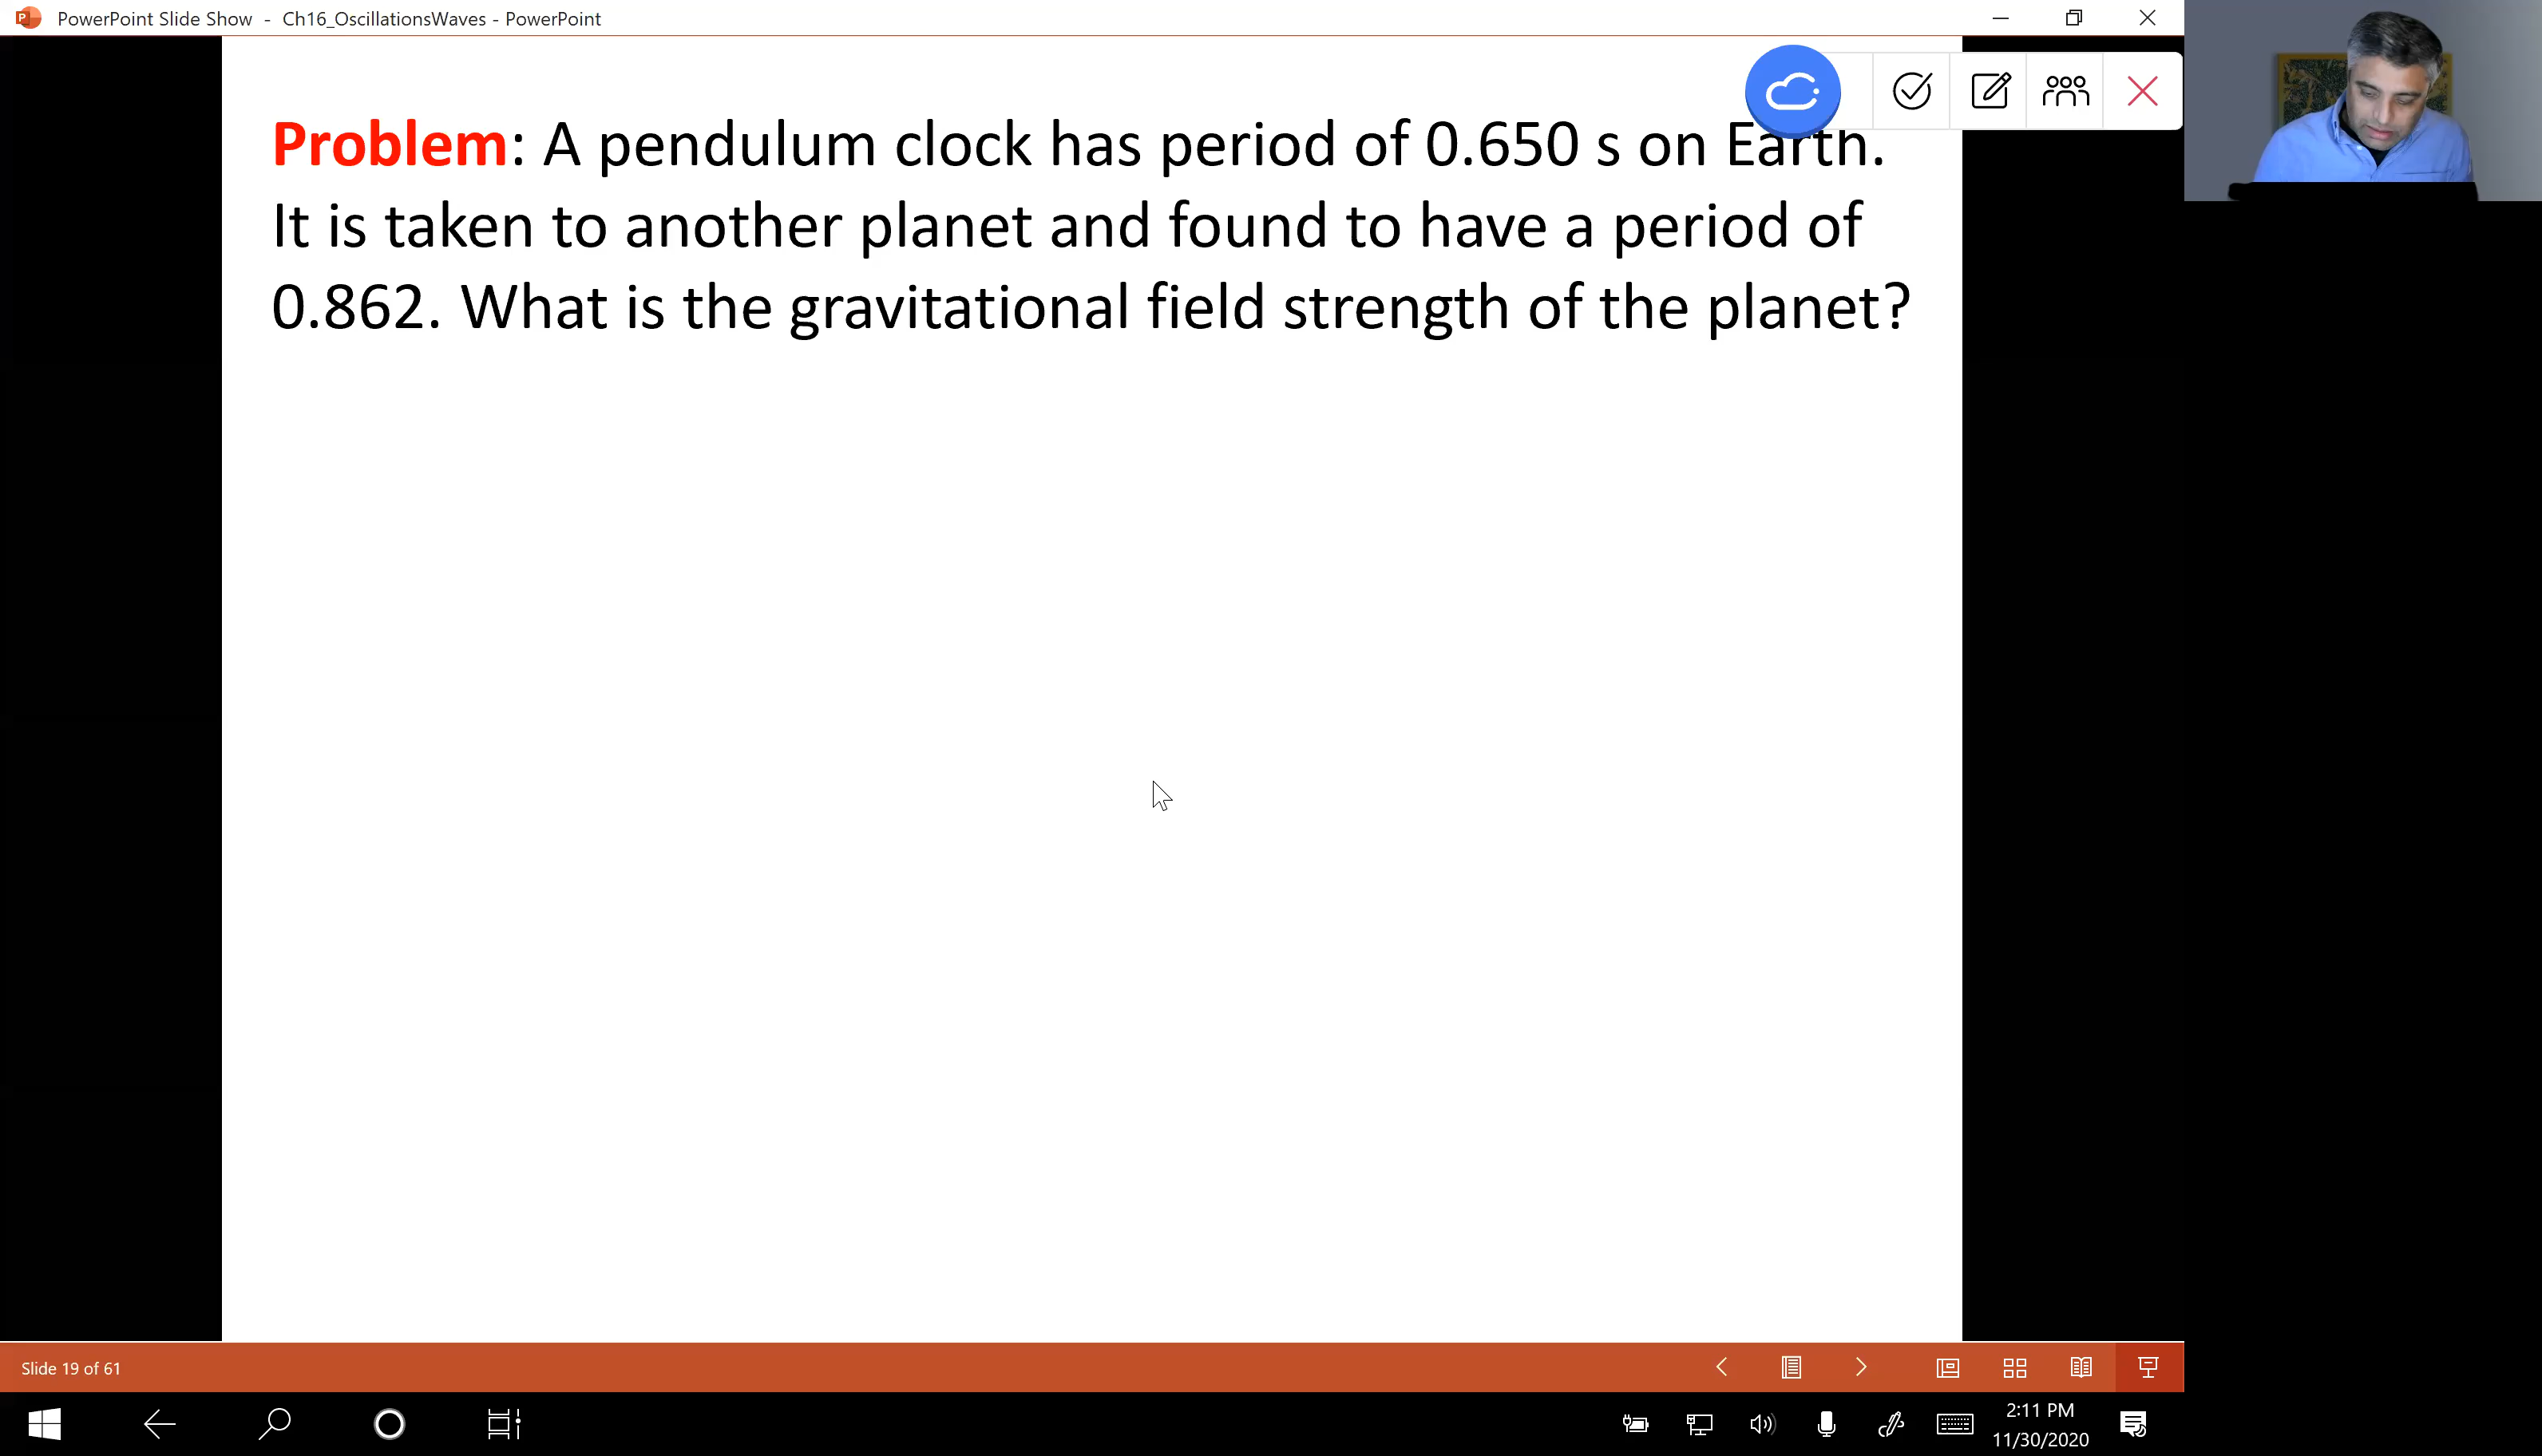 PowerPoint Slide Show - Ch16_OscillationsWaves - PowerPoint
Problem: A pendulum clock has period of 0.650 s on Earth.
It is taken to another planet and found to have a period of
0.862. What is the gravitational field strength of the planet?
Slide 19 of 61
2:11 PM
11/30/2020